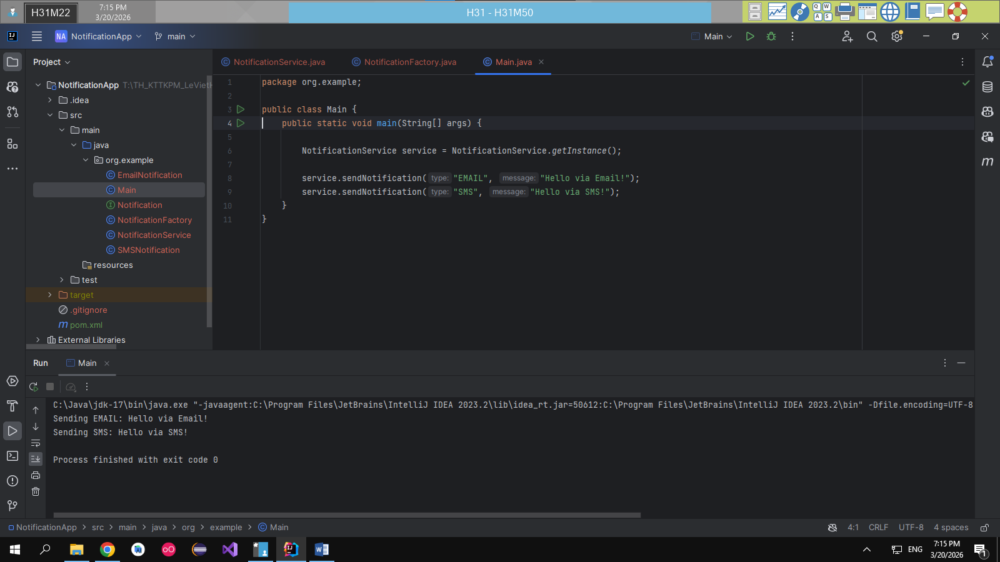 H31M22
7:15 PM
3/20/2026
H31 - H31M50
Q W
A S
IJ
NA NotificationApp main
Main
Project
NotificationService.java
NotificationFactory.java
Main.java
NotificationApp T:\TH_KTTKPM_LeViet
.idea
src
main
java
org.example
EmailNotification
Main
Notification
NotificationFactory
NotificationService
SMSNotification
resources
test
target
.gitignore
pom.xml
External Libraries
1 package org.example;
2
3 public class Main {
4 public static void main(String[] args) {
5
6 NotificationService service = NotificationService.getInstance();
7
8 service.sendNotification( type: "EMAIL", message: "Hello via Email!");
9 service.sendNotification( type: "SMS", message: "Hello via SMS!");
10 }
11 }
Run Main
C:\Java\jdk-17\bin\java.exe "-javaagent:C:\Program Files\JetBrains\IntelliJ IDEA 2023.2\lib\idea_rt.jar=50612:C:\Program Files\JetBrains\IntelliJ IDEA 2023.2\bin" -Dfile.encoding=UTF-8
Sending EMAIL: Hello via Email!
Sending SMS: Hello via SMS!
Process finished with exit code 0
NotificationApp > src > main > java > org > example > Main
4:1 CRLF UTF-8 4 spaces
ENG
7:15 PM
3/20/2026
1